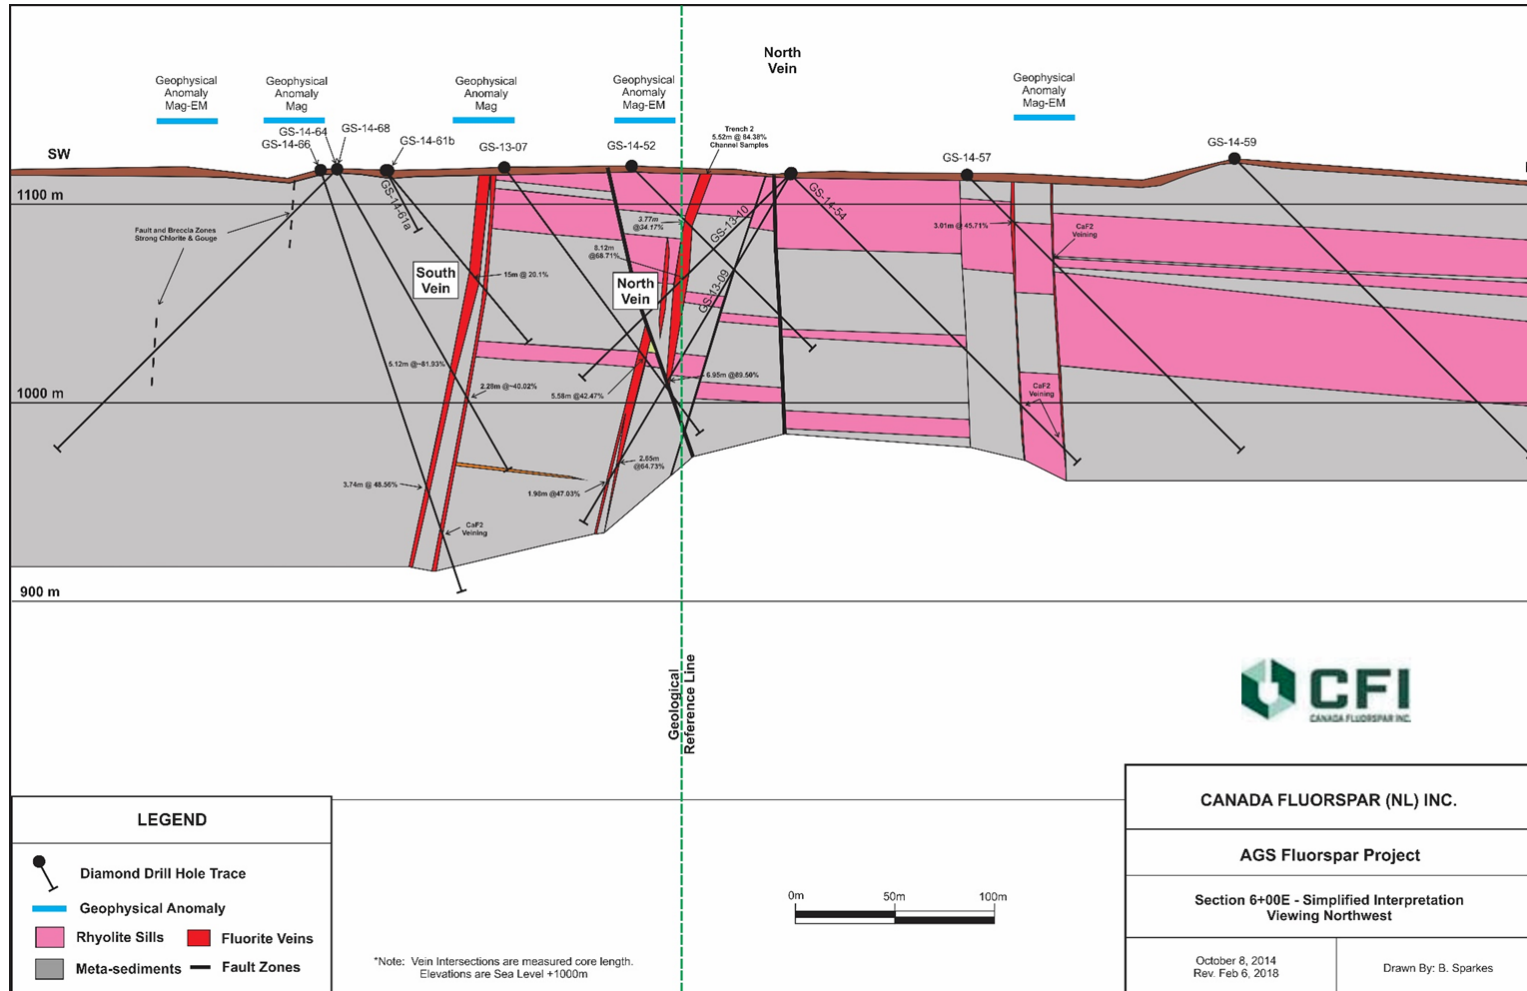 North
Vein
Geophysical
Anomaly
Mag-EM
Geophysical
Anomaly
Mag
Geophysical
Anomaly
Mag
Geophysical
Anomaly
Mag-EM
Geophysical
Anomaly
Mag-EM
SW
GS-14-64
GS-14-68
GS-14-66
GS-14-61b
GS-13-07
GS-14-52
Trench 2
5.52m @ 84.38%
Channel Samples
GS-14-57
GS-14-59
1100 m
GS-14-61a
GS-13-10
GS-14-54
GS-13-09
Fault and Breccia Zones
Strong Chlorite & Gouge
3.77m
@34.17%
8.12m
@68.71%
3.01m @ 45.71%
CaF2
Veining
South
Vein
15m @ 20.1%
North
Vein
5.12m @~81.93%
2.28m @~40.02%
5.58m @42.47%
6.95m @89.50%
CaF2
Veining
1000 m
2.85m
@64.73%
3.74m @ 48.56%
1.98m @47.03%
CaF2
Veining
900 m
Geological
Reference Line
CFI
CANADA FLUORSPAR INC.
LEGEND
Diamond Drill Hole Trace
Geophysical Anomaly
Rhyolite Sills
Fluorite Veins
Meta-sediments
Fault Zones
*Note: Vein Intersections are measured core length.
Elevations are Sea Level +1000m
0m 50m 100m
CANADA FLUORSPAR (NL) INC.
AGS Fluorspar Project
Section 6+00E - Simplified Interpretation
Viewing Northwest
October 8, 2014
Rev. Feb 6, 2018
Drawn By: B. Sparkes